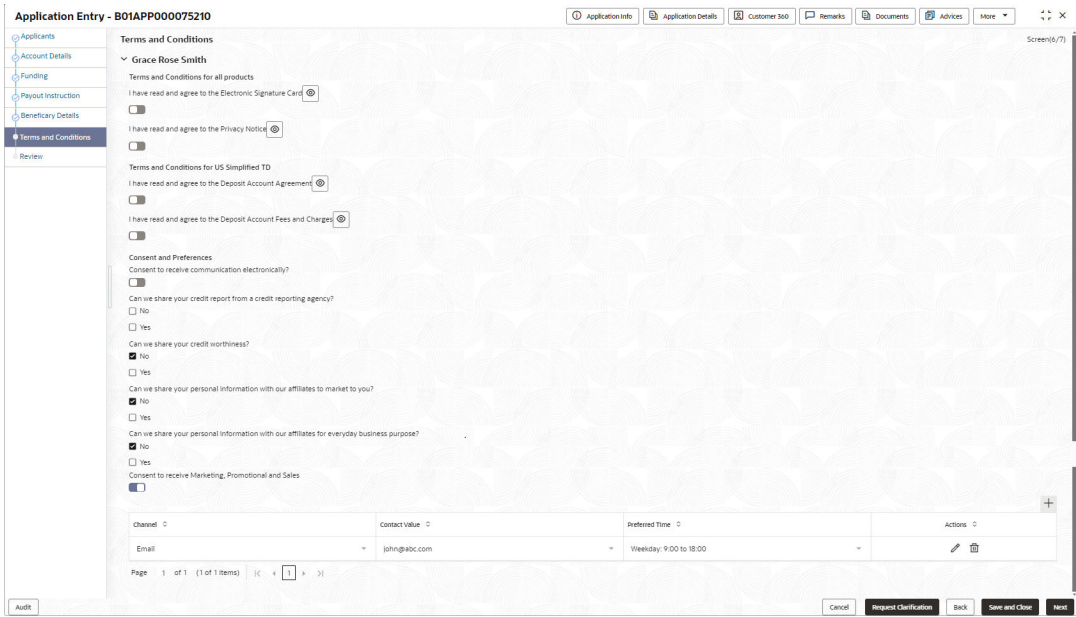 Application Entry - B01APP000075210
Application Info
Application Details
Customer 360
Remarks
Documents
Advices
More
Applicants
Account Details
Funding
Payout Instruction
Beneficary Details
Terms and Conditions
Review
Terms and Conditions
Screen(6/7)
Grace Rose Smith
Terms and Conditions for all products
I have read and agree to the Electronic Signature Card
I have read and agree to the Privacy Notice
Terms and Conditions for US Simplified TD
I have read and agree to the Deposit Account Agreement
I have read and agree to the Deposit Account Fees and Charges
Consent and Preferences
Consent to receive communication electronically?
Can we share your credit report from a credit reporting agency?
No
Yes
Can we share your credit worthiness?
No
Yes
Can we share your personal information with our affiliates to market to you?
No
Yes
Can we share your personal information with our affiliates for everyday business purpose?
No
Yes
Consent to receive Marketing, Promotional and Sales
Channel Contact Value Preferred Time Actions
Email john@abc.com Weekday: 9:00 to 18:00
Page 1 of 1 (1 of 1 items) 1
Audit
Cancel
Request Clarification
Back
Save and Close
Next